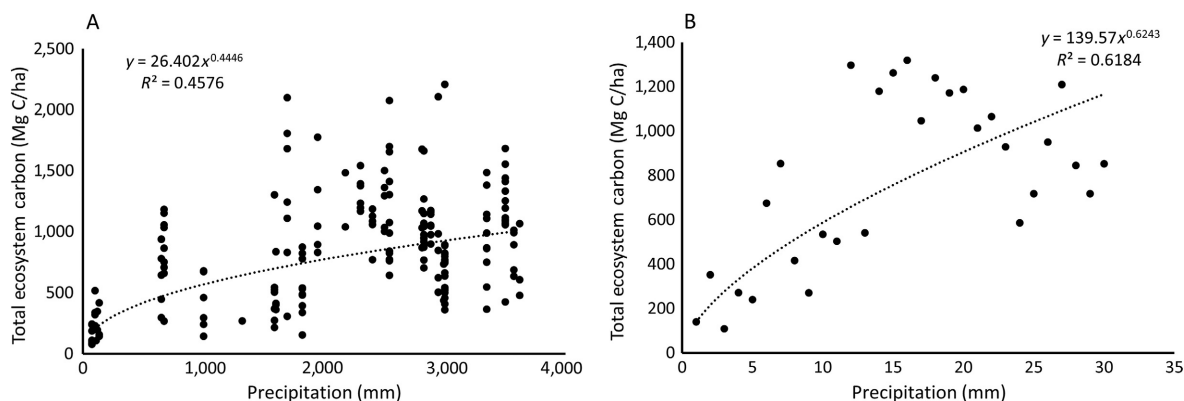 A
y = 26.402x^0.4446
R² = 0.4576
Total ecosystem carbon (Mg C/ha)
2,500
2,000
1,500
1,000
500
0
0 1,000 2,000 3,000 4,000
Precipitation (mm)
B
y = 139.57x^0.6243
R² = 0.6184
Total ecosystem carbon (Mg C/ha)
1,400
1,200
1,000
800
600
400
200
0
0 5 10 15 20 25 30 35
Precipitation (mm)